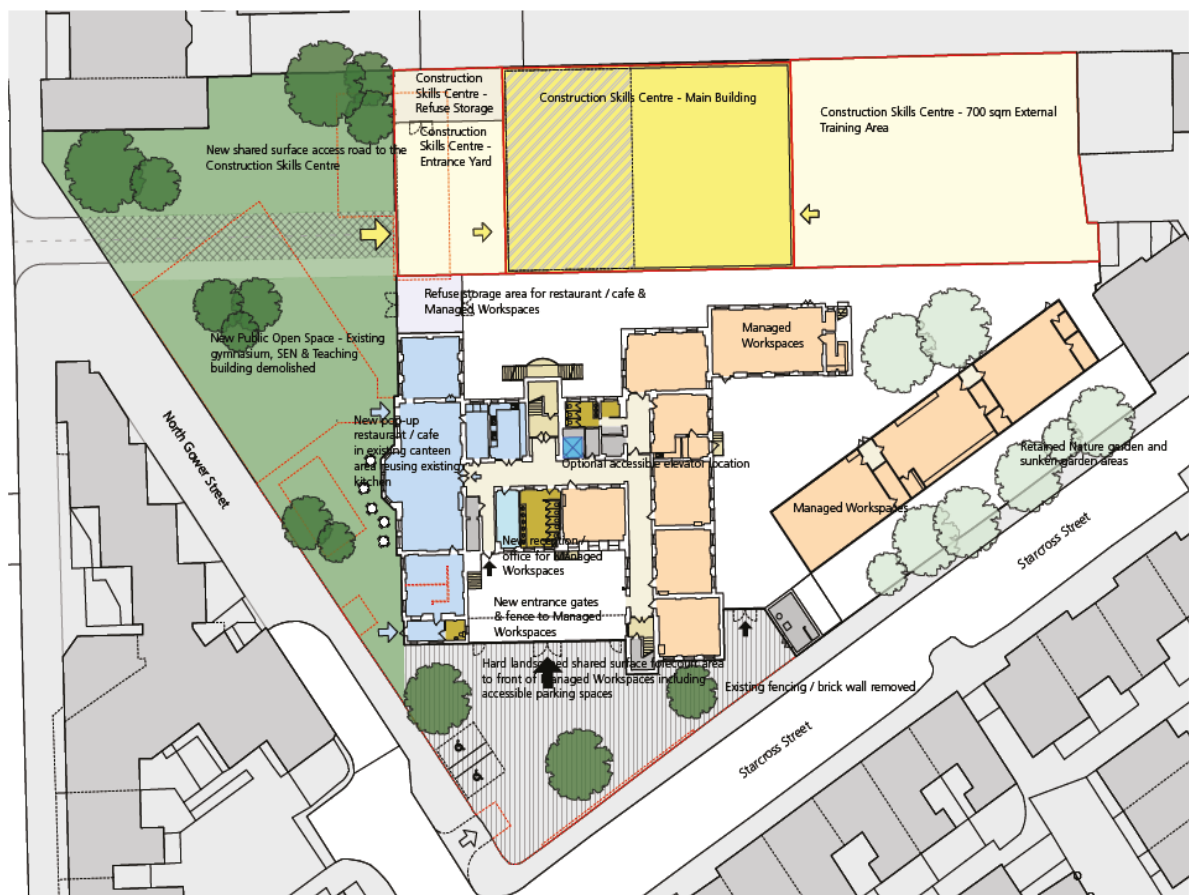 Construction
Skills Centre -
Refuse Storage
Construction Skills Centre - Main Building
Construction Skills Centre - 700 sqm External
Training Area
Construction
Skills Centre -
Entrance Yard
New shared surface access road to the
Construction Skills Centre
Refuse storage area for restaurant / cafe &
Managed Workspaces
New Public Open Space - Existing
gymnasium, SEN & Teaching
building demolished
Managed
Workspaces
North Gower Street
New pop-up
restaurant / cafe
in existing canteen
area reusing existing
kitchen
Optional accessible elevator location
Retained Nature garden and
sunken garden areas
Managed Workspaces
New reception /
office for Managed
Workspaces
Starcross Street
New entrance gates
& fence to Managed
Workspaces
Hard landscaped shared surface forecourt area
to front of Managed Workspaces including
accessible parking spaces
Existing fencing / brick wall removed
Starcross Street